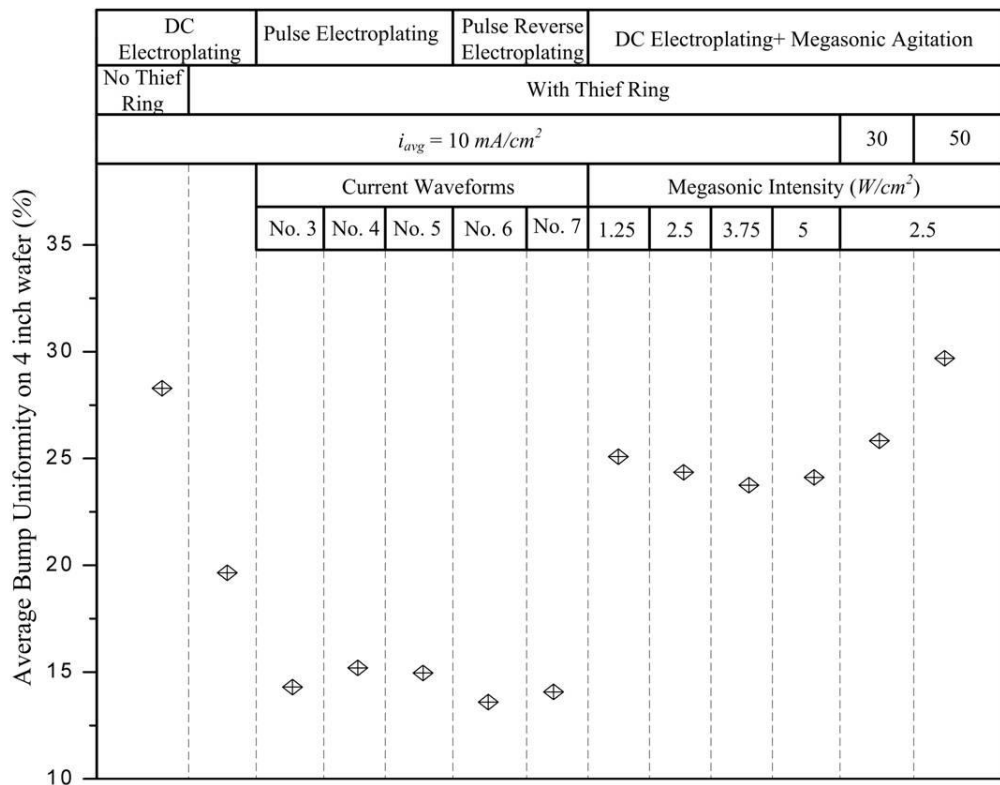 DC
Electroplating
Pulse Electroplating
Pulse Reverse
Electroplating
DC Electroplating+ Megasonic Agitation
No Thief
Ring
With Thief Ring
i_avg = 10 mA/cm²
30
50
Current Waveforms
Megasonic Intensity (W/cm²)
No. 3
No. 4
No. 5
No. 6
No. 7
1.25
2.5
3.75
5
2.5
Average Bump Uniformity on 4 inch wafer (%)
35
30
25
20
15
10